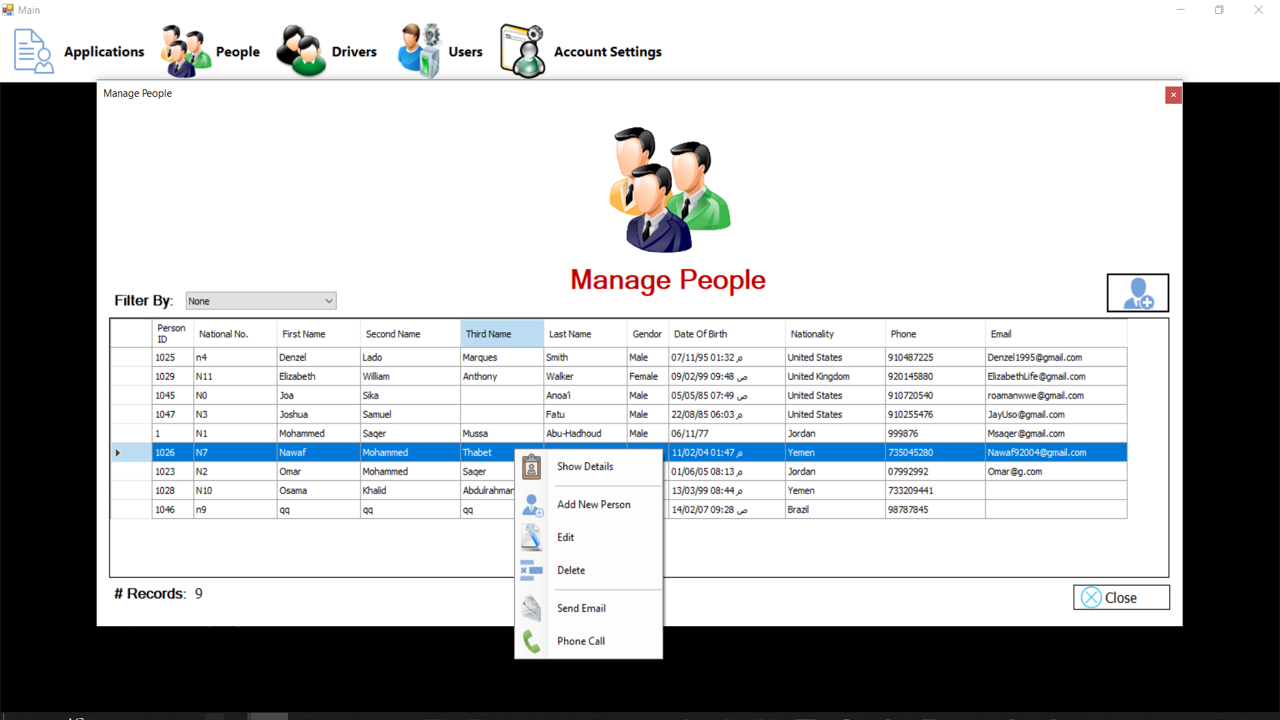 Main
Applications People Drivers Users Account Settings
Manage People
Manage People
Filter By: None
Person ID National No. First Name Second Name Third Name Last Name Gendor Date Of Birth Nationality Phone Email
1025 n4 Denzel Lado Marques Smith Male 07/11/95 01:32 م United States 910487225 Denzel1995@gmail.com
1029 N11 Elizabeth William Anthony Walker Female 09/02/99 09:48 ص United Kingdom 920145880 ElizabethLife@gmail.com
1045 N0 Joa Sika Anoa'i Male 05/05/85 07:49 ص United States 910720540 roamanwwe@gmail.com
1047 N3 Joshua Samuel Fatu Male 22/08/85 06:03 م United States 910255476 JayUso@gmail.com
1 N1 Mohammed Saqer Mussa Abu-Hadhoud Male 06/11/77 Jordan 999876 Msaqer@gmail.com
1026 N7 Nawaf Mohammed Thabet 11/02/04 01:47 م Yemen 735045280 Nawaf92004@gmail.com
1023 N2 Omar Mohammed Saqer 01/06/05 08:13 م Jordan 07992992 Omar@g.com
1028 N10 Osama Khalid Abdulrahman 13/03/99 08:44 م Yemen 733209441
1046 n9 qq qq qq 14/02/07 09:28 ص Brazil 98787845
Show Details
Add New Person
Edit
Delete
Send Email
Phone Call
# Records: 9
Close